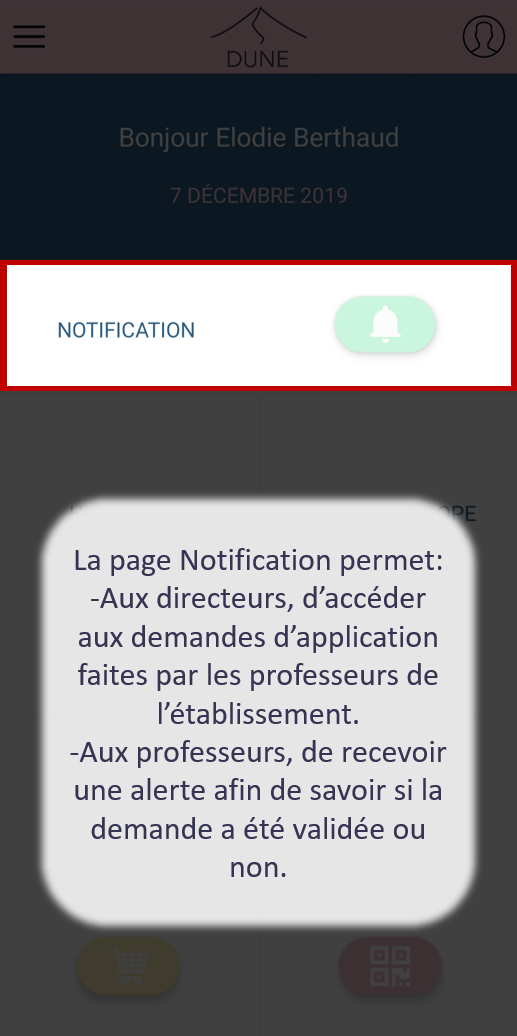 DUNE
Bonjour Elodie Berthaud
7 DÉCEMBRE 2019
NOTIFICATION
La page Notification permet:
-Aux directeurs, d’accéder
aux demandes d’application
faites par les professeurs de
l’établissement.
-Aux professeurs, de recevoir
une alerte afin de savoir si la
demande a été validée ou
non.